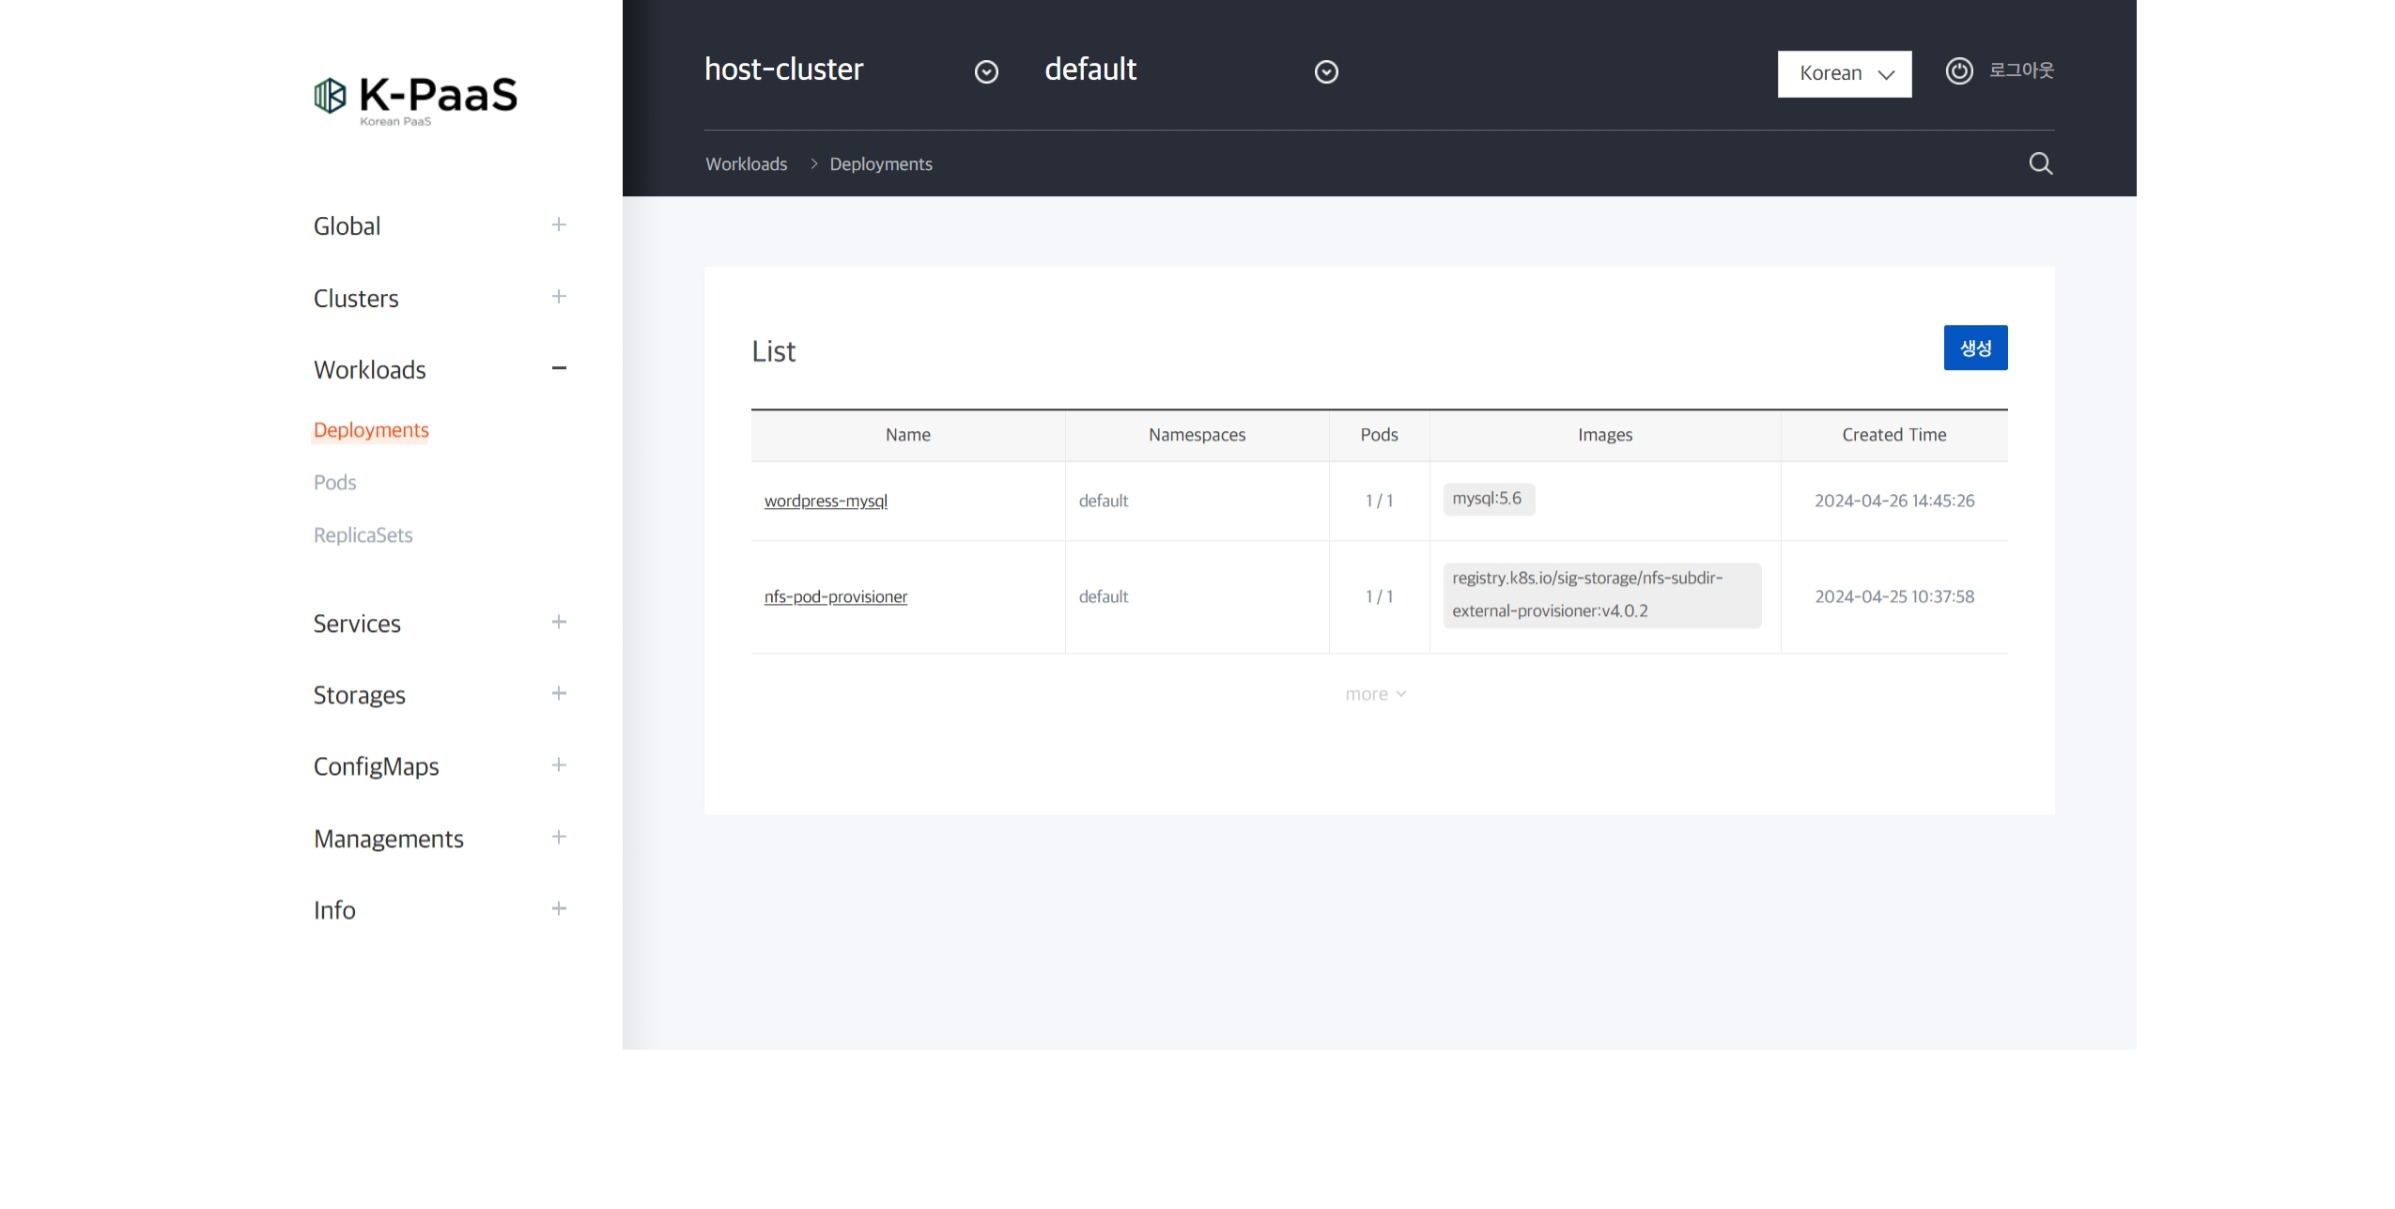 K-PaaS
Korean PaaS
Global
Clusters
Workloads
Deployments
Pods
ReplicaSets
Services
Storages
ConfigMaps
Managements
Info
host-cluster default Korean 로그아웃
Workloads > Deployments
List 생성
Name Namespaces Pods Images Created Time
wordpress-mysql default 1 / 1 mysql:5.6 2024-04-26 14:45:26
nfs-pod-provisioner default 1 / 1 registry.k8s.io/sig-storage/nfs-subdir-
external-provisioner:v4.0.2 2024-04-25 10:37:58
more